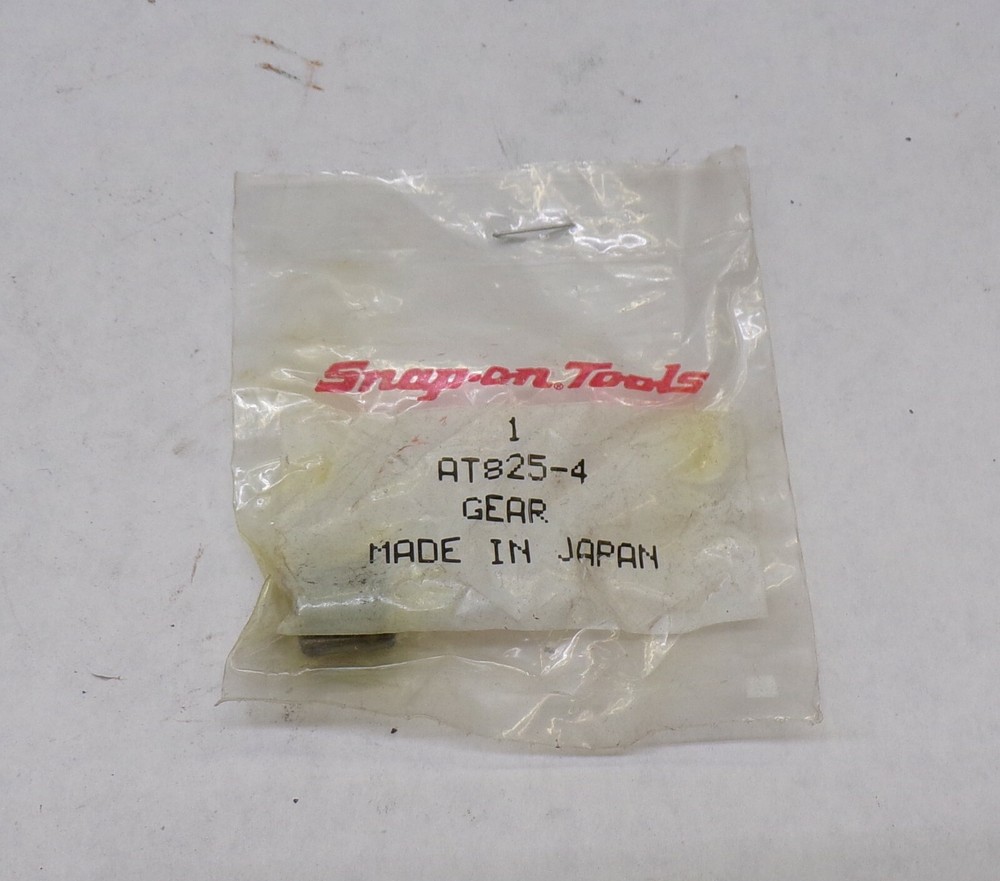 Snap-on® Tools
1
AT825-4
GEAR
MADE IN JAPAN